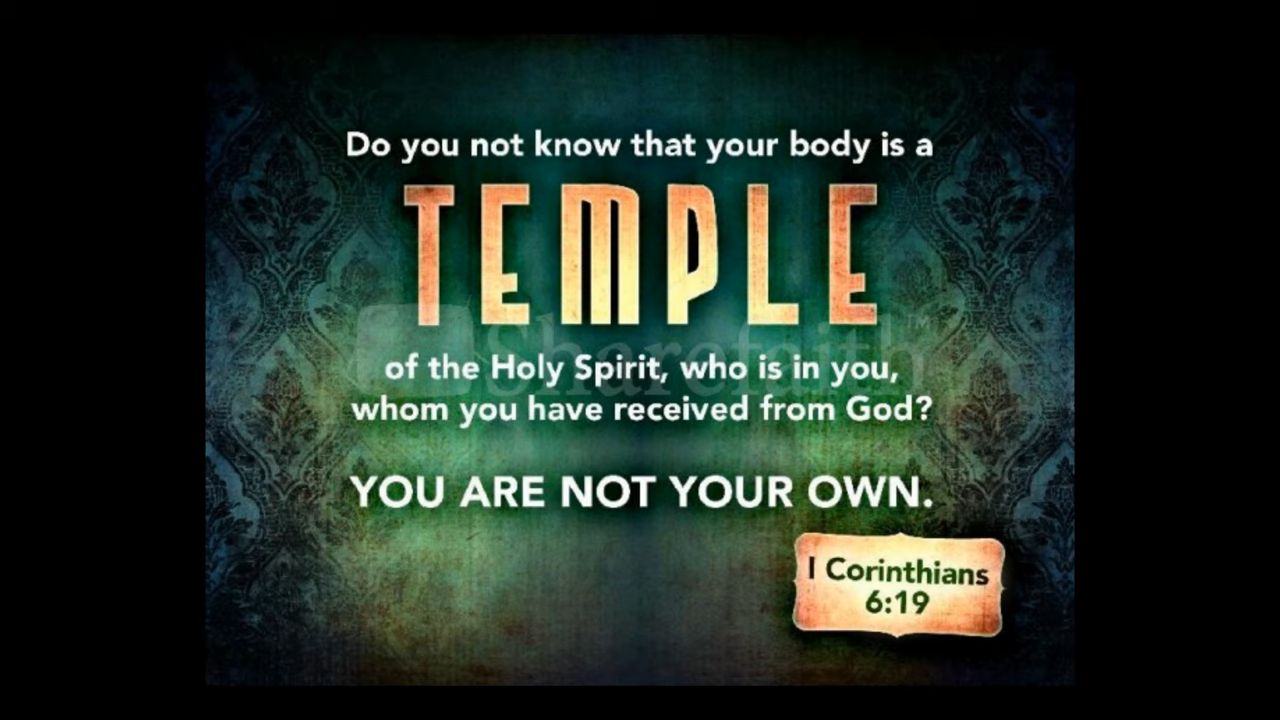 Do you not know that your body is a
TEMPLE
Sharefaith™
of the Holy Spirit, who is in you,
whom you have received from God?
YOU ARE NOT YOUR OWN.
I Corinthians
6:19